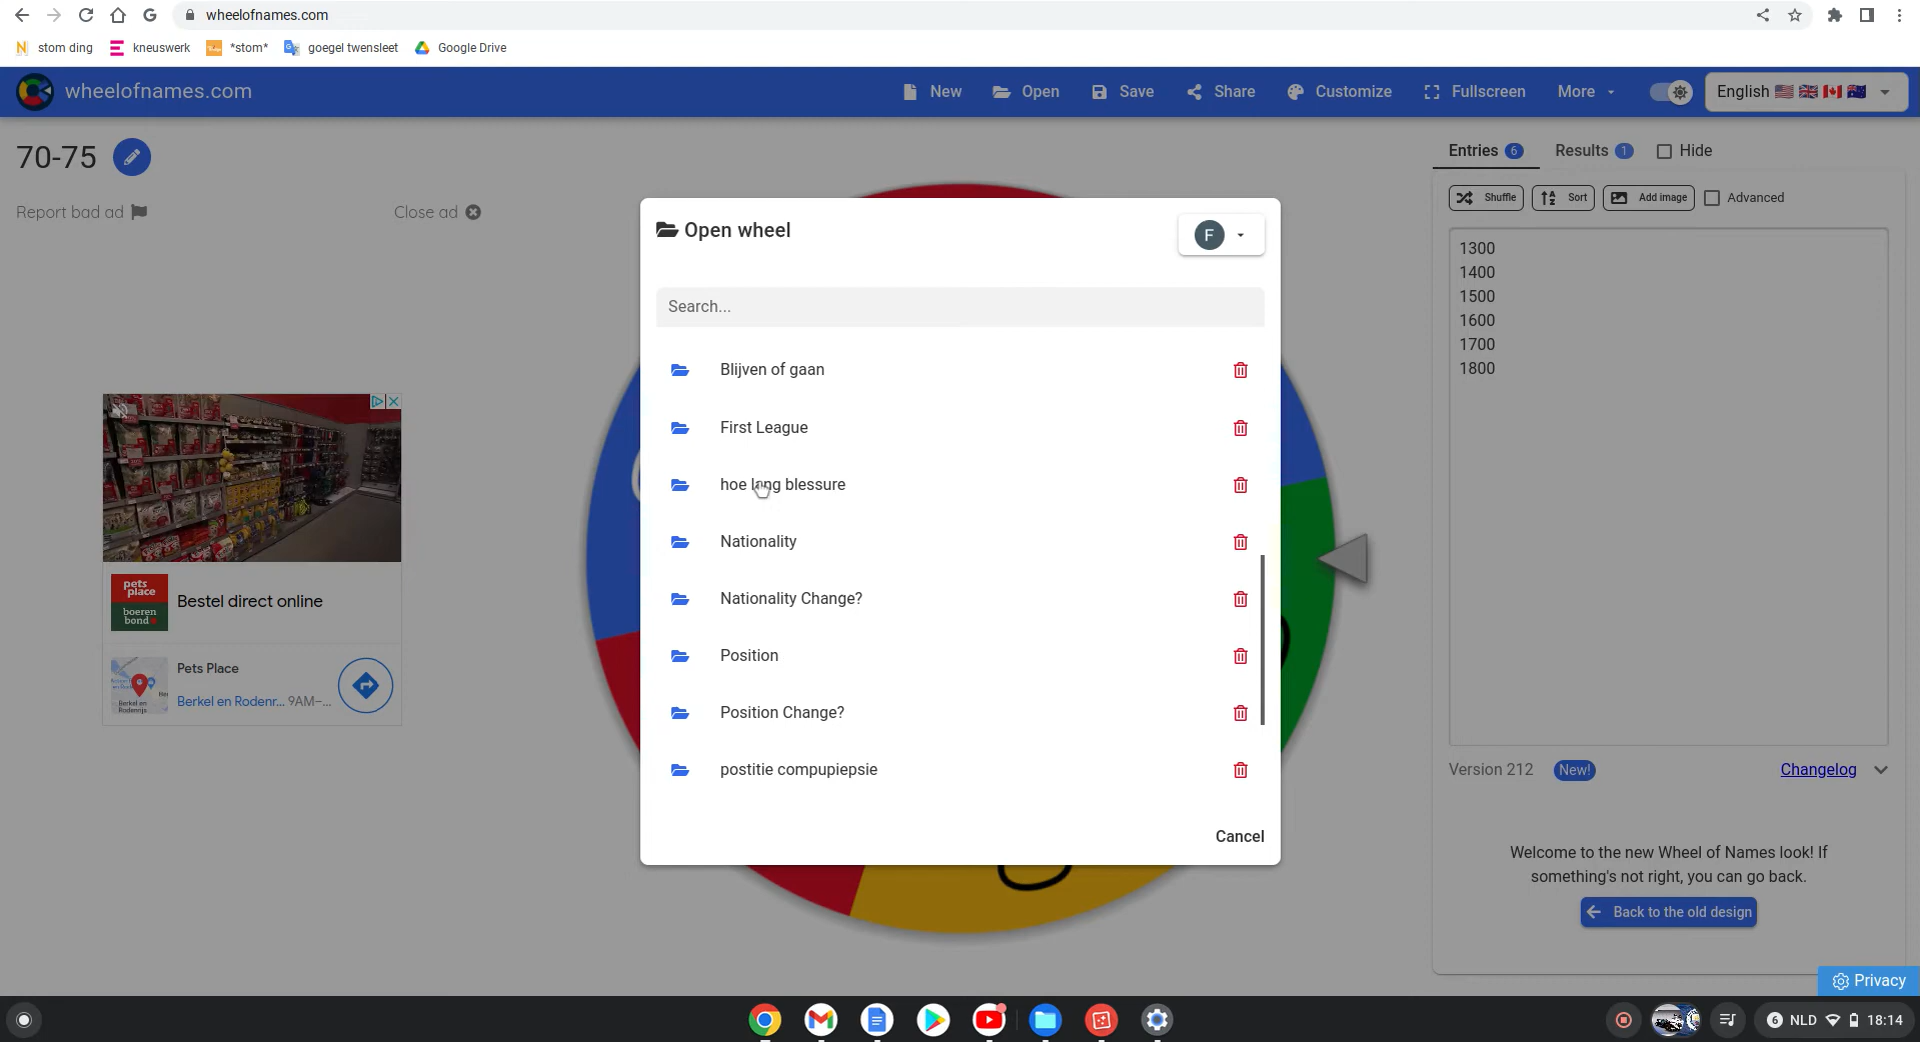 wheelofnames.com
N stom ding
kneuswerk
*stom*
goegel twensleet
Google Drive
wheelofnames.com
New
Open
Save
Share
Customize
Fullscreen
More
English
70-75
Report bad ad
Close ad
pets place
boeren bond
Bestel direct online
Pets Place
Berkel en Rodenr... 9AM–...
Berkel en
Rodenrijs
Open wheel
F
Search...
Blijven of gaan
First League
hoe lang blessure
Nationality
Nationality Change?
Position
Position Change?
postitie compupiepsie
Cancel
Entries 6
Results 1
Hide
Shuffle
Sort
Add image
Advanced
1300
1400
1500
1600
1700
1800
Version 212
New!
Changelog
Welcome to the new Wheel of Names look! If
something's not right, you can go back.
Back to the old design
Privacy
6 NLD 18:14